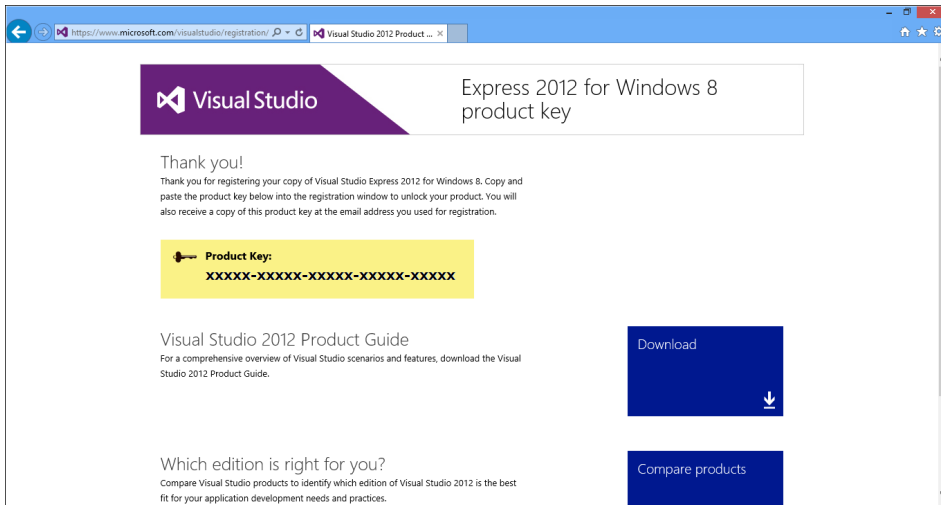 https://www.microsoft.com/visualstudio/registration/
Visual Studio 2012 Product ...
Visual Studio
Express 2012 for Windows 8
product key
Thank you!
Thank you for registering your copy of Visual Studio Express 2012 for Windows 8. Copy and
paste the product key below into the registration window to unlock your product. You will
also receive a copy of this product key at the email address you used for registration.
Product Key:
XXXXX-XXXXX-XXXXX-XXXXX-XXXXX
Visual Studio 2012 Product Guide
For a comprehensive overview of Visual Studio scenarios and features, download the Visual
Studio 2012 Product Guide.
Download
Which edition is right for you?
Compare Visual Studio products to identify which edition of Visual Studio 2012 is the best
fit for your application development needs and practices.
Compare products